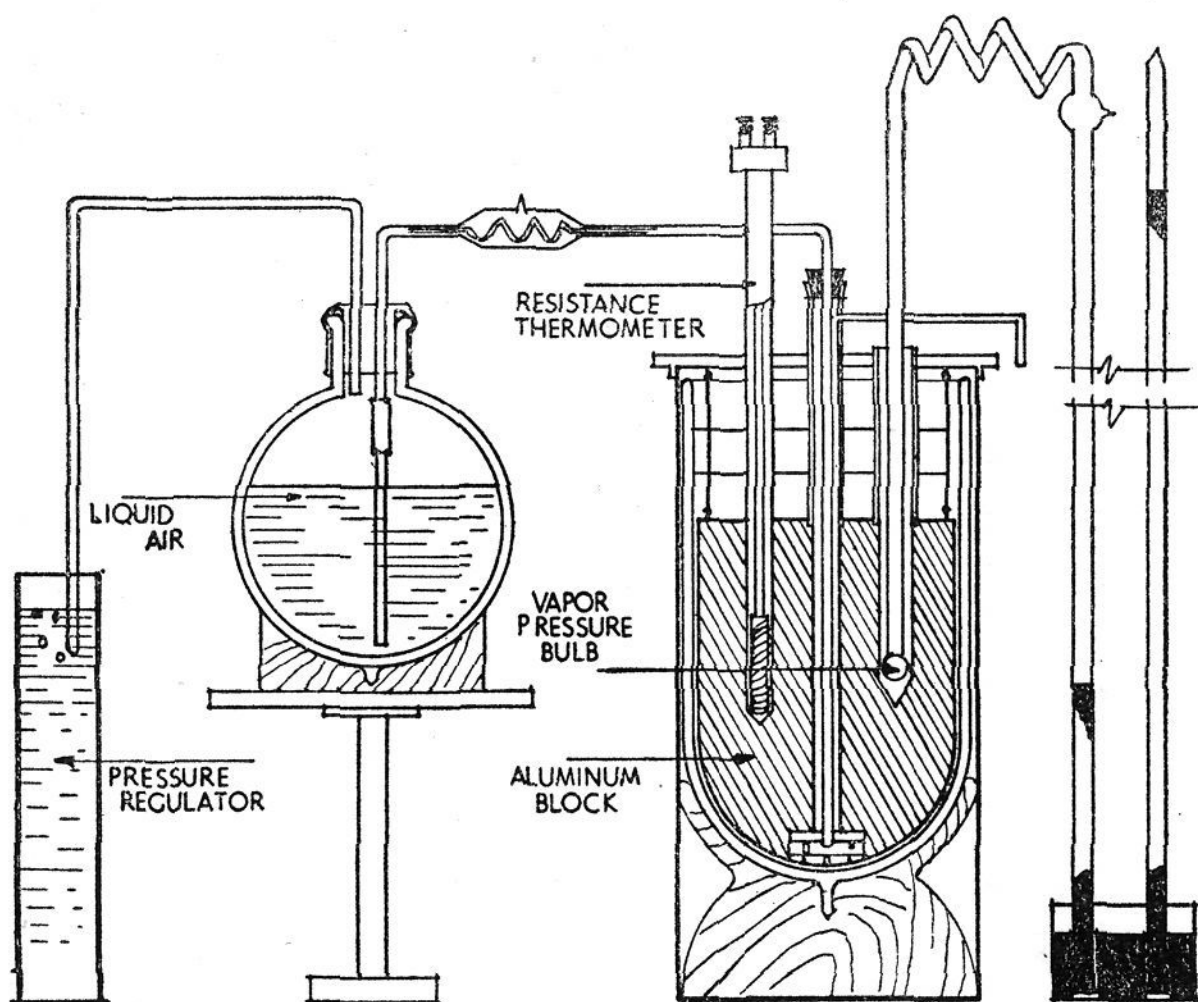 RESISTANCE
THERMOMETER
LIQUID
AIR
VAPOR
PRESSURE
BULB
PRESSURE
REGULATOR
ALUMINUM
BLOCK